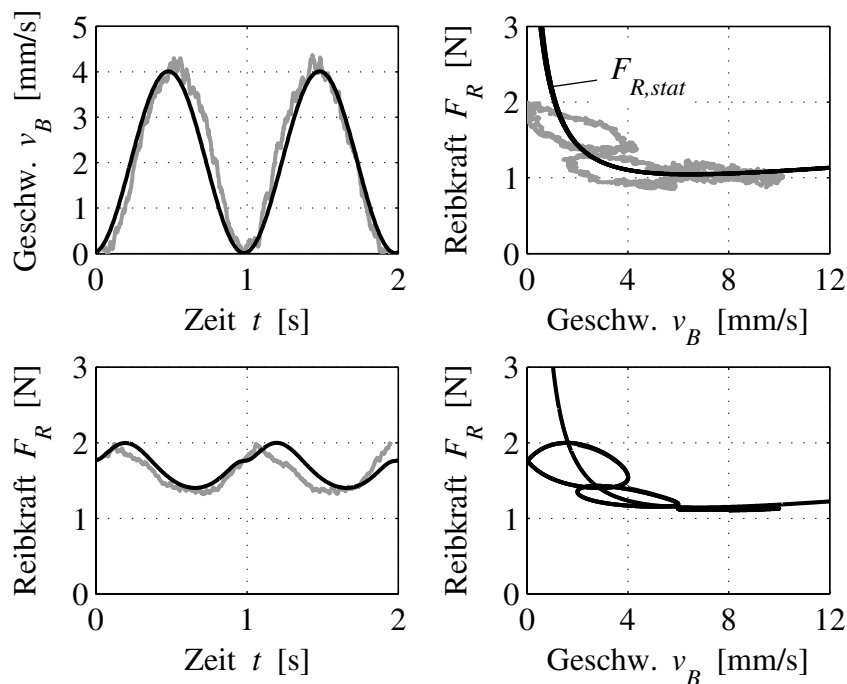 Geschw. v_B [mm/s]
5
4
3
2
1
0
0 1 2
Zeit t [s]
Reibkraft F_R [N]
3
2
1
0
F_R,stat
0 4 8 12
Geschw. v_B [mm/s]
Reibkraft F_R [N]
3
2
1
0
0 1 2
Zeit t [s]
Reibkraft F_R [N]
3
2
1
0
0 4 8 12
Geschw. v_B [mm/s]